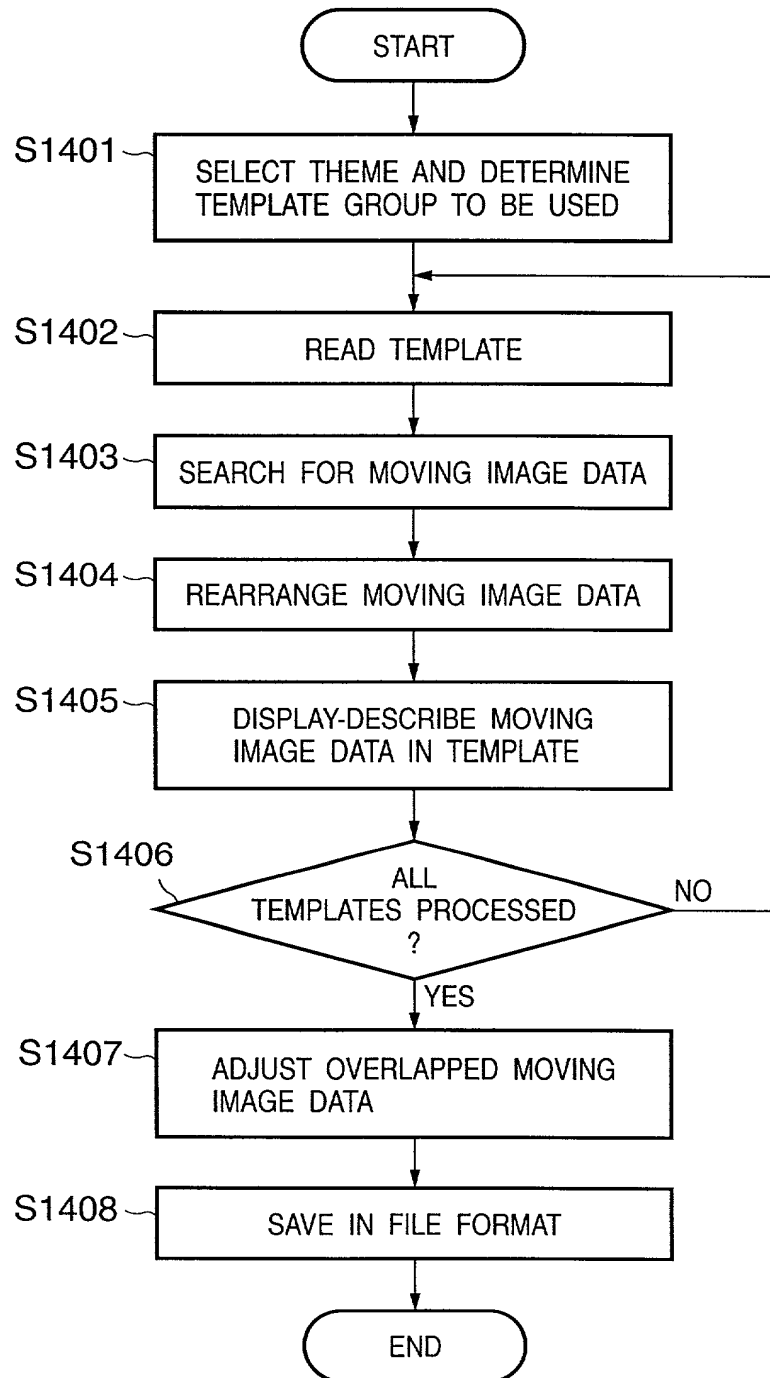 START
S1401
SELECT THEME AND DETERMINE
TEMPLATE GROUP TO BE USED
S1402
READ TEMPLATE
S1403
SEARCH FOR MOVING IMAGE DATA
S1404
REARRANGE MOVING IMAGE DATA
S1405
DISPLAY-DESCRIBE MOVING
IMAGE DATA IN TEMPLATE
S1406
ALL
TEMPLATES PROCESSED
?
NO
YES
S1407
ADJUST OVERLAPPED MOVING
IMAGE DATA
S1408
SAVE IN FILE FORMAT
END